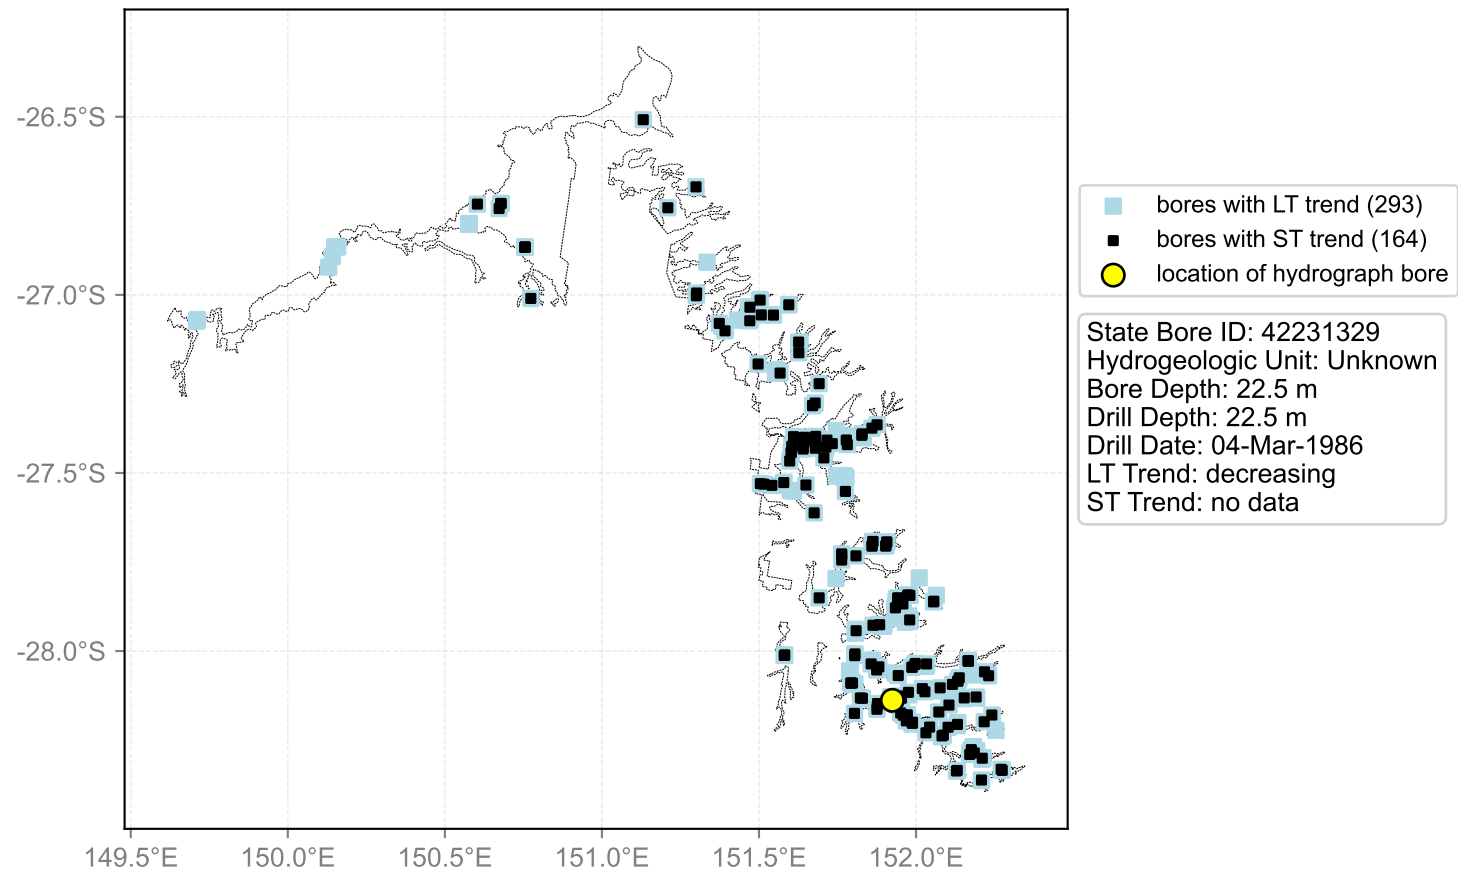 -26.5°S
-27.0°S
-27.5°S
-28.0°S
149.5°E
150.0°E
150.5°E
151.0°E
151.5°E
152.0°E
bores with LT trend (293)
bores with ST trend (164)
location of hydrograph bore
State Bore ID: 42231329
Hydrogeologic Unit: Unknown
Bore Depth: 22.5 m
Drill Depth: 22.5 m
Drill Date: 04-Mar-1986
LT Trend: decreasing
ST Trend: no data